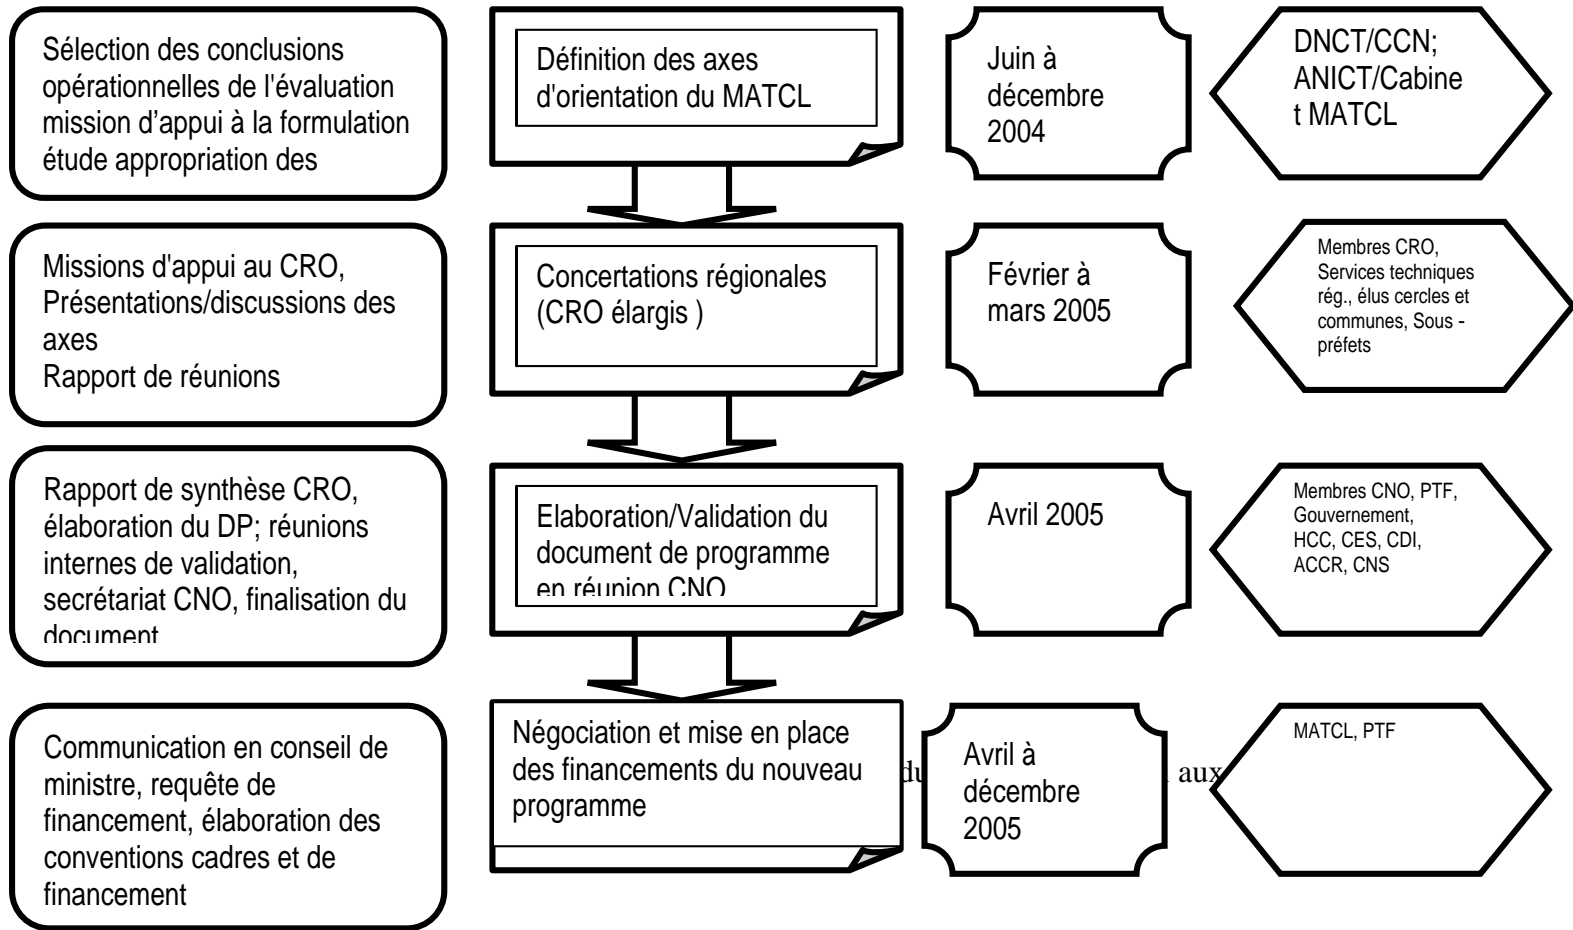 Sélection des conclusions
opérationnelles de l'évaluation
mission d'appui à la formulation
étude appropriation des
Définition des axes
d'orientation du MATCL
Juin à
décembre
2004
DNCT/CCN;
ANICT/Cabine
t MATCL
Missions d'appui au CRO,
Présentations/discussions des
axes
Rapport de réunions
Concertations régionales
(CRO élargis )
Février à
mars 2005
Membres CRO,
Services techniques
rég., élus cercles et
communes, Sous -
préfets
Rapport de synthèse CRO,
élaboration du DP; réunions
internes de validation,
secrétariat CNO, finalisation du
document
Elaboration/Validation du
document de programme
en réunion CNO
Avril 2005
Membres CNO, PTF,
Gouvernement,
HCC, CES, CDI,
ACCR, CNS
Communication en conseil de
ministre, requête de
financement, élaboration des
conventions cadres et de
financement
Négociation et mise en place
des financements du nouveau
programme
du
aux
Avril à
décembre
2005
MATCL, PTF